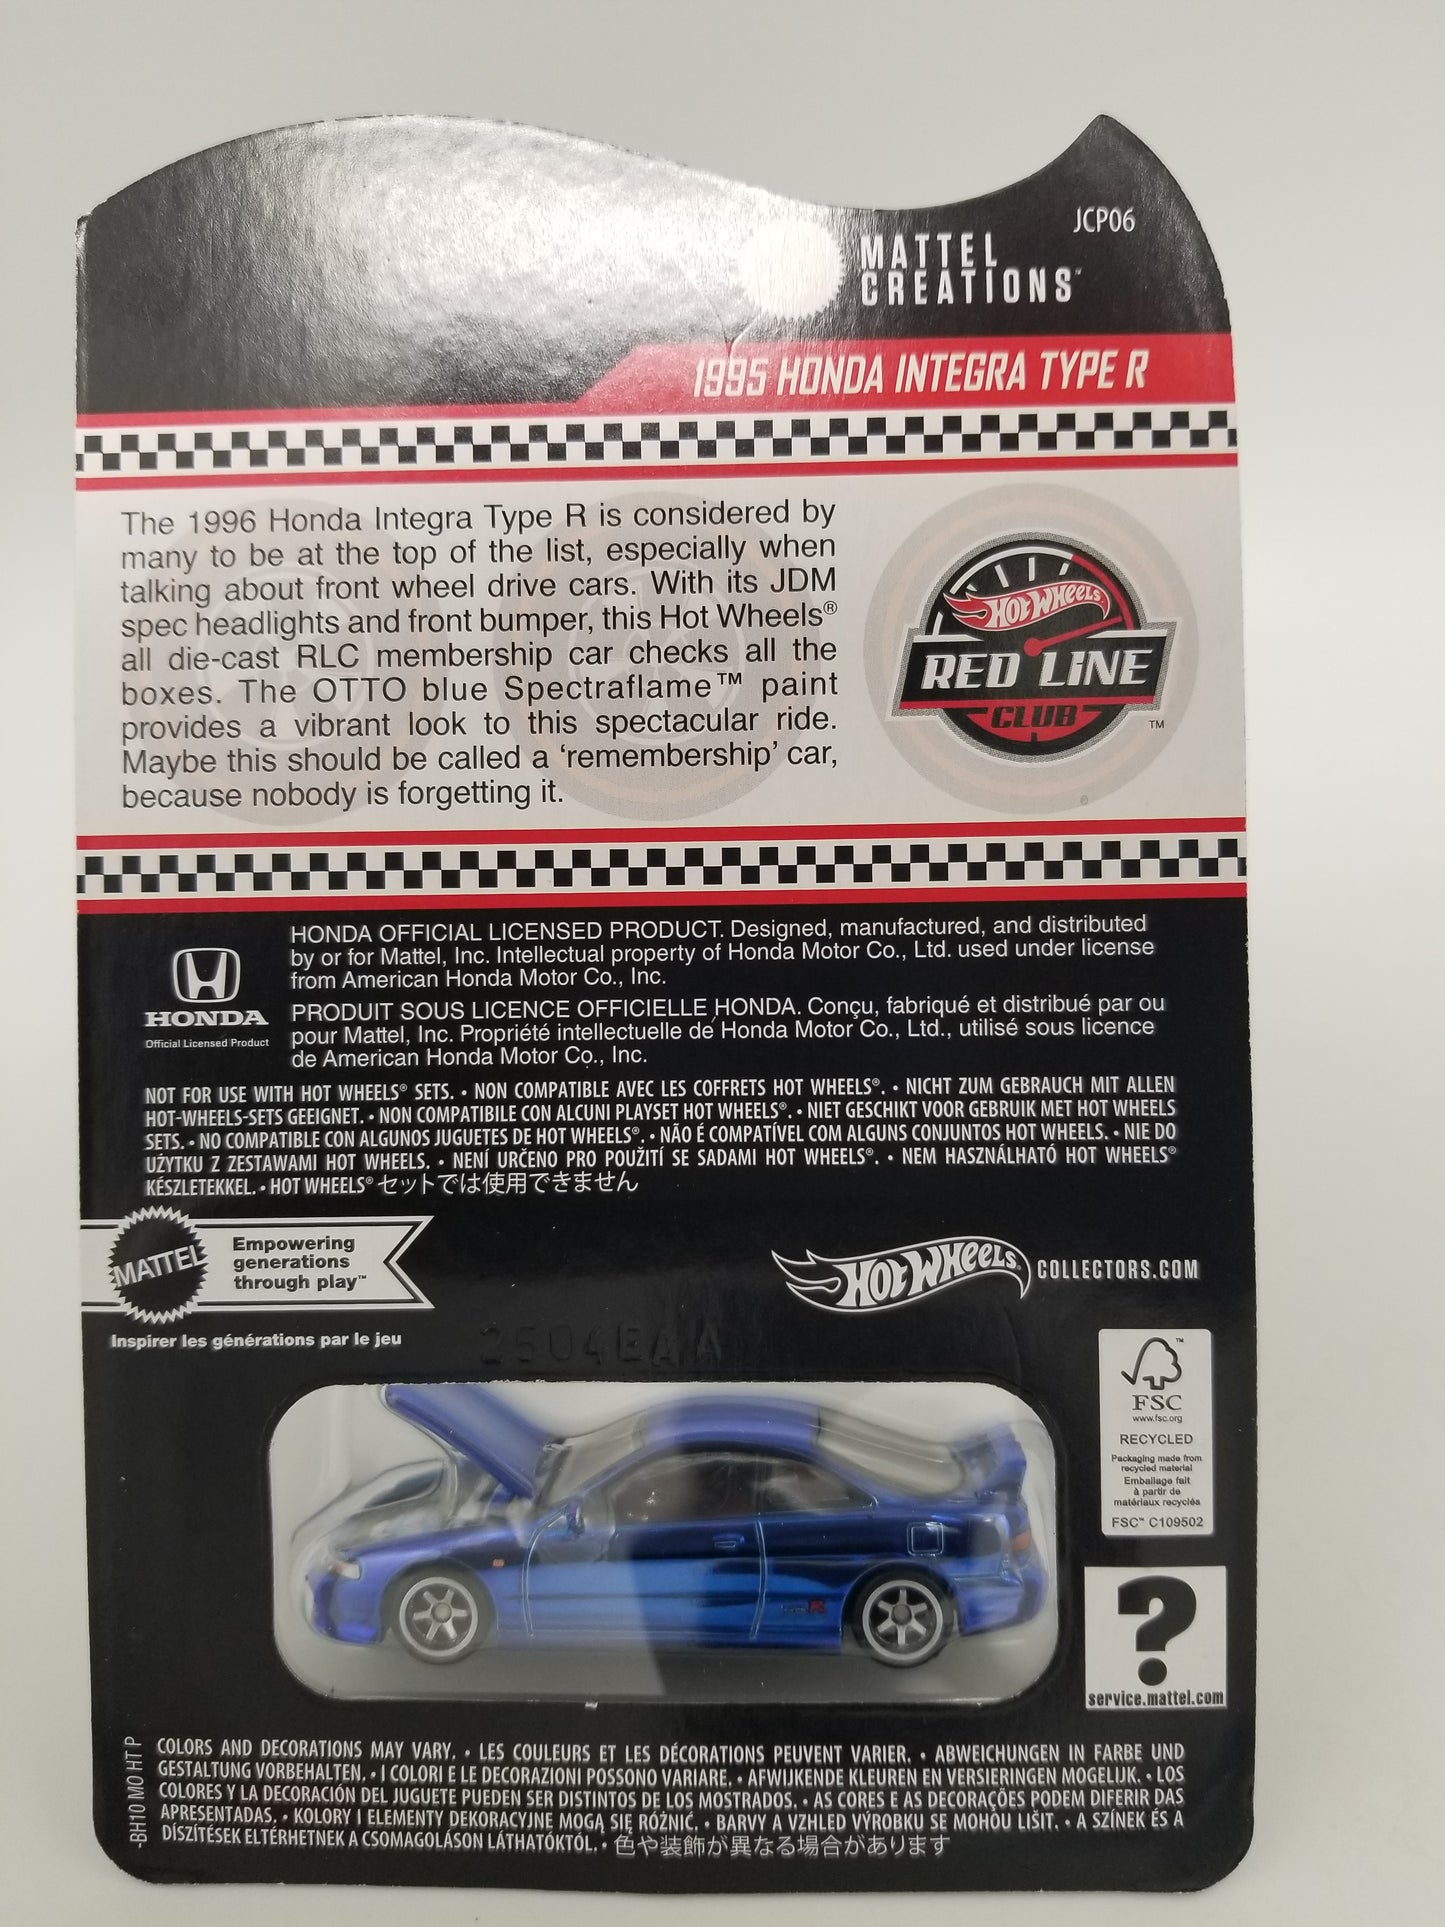 JCP06
MATTEL
CREATIONS™
1995 HONDA INTEGRA TYPE R
The 1996 Honda Integra Type R is considered by
many to be at the top of the list, especially when
talking about front wheel drive cars. With its JDM
spec headlights and front bumper, this Hot Wheels®
all die-cast RLC membership car checks all the
boxes. The OTTO blue Spectraflame™ paint
provides a vibrant look to this spectacular ride.
Maybe this should be called a ‘remembership’ car,
because nobody is forgetting it.
HOT WHEELS
RED LINE
CLUB
™
HONDA
Official Licensed Product
HONDA OFFICIAL LICENSED PRODUCT. Designed, manufactured, and distributed
by or for Mattel, Inc. Intellectual property of Honda Motor Co., Ltd. used under license
from American Honda Motor Co., Inc.
PRODUIT SOUS LICENCE OFFICIELLE HONDA. Conçu, fabriqué et distribué par ou
pour Mattel, Inc. Propriété intellectuelle de Honda Motor Co., Ltd., utilisé sous licence
de American Honda Motor Co., Inc.
NOT FOR USE WITH HOT WHEELS® SETS. • NON COMPATIBLE AVEC LES COFFRETS HOT WHEELS®. • NICHT ZUM GEBRAUCH MIT ALLEN
HOT-WHEELS-SETS GEEIGNET. • NON COMPATIBILE CON ALCUNI PLAYSET HOT WHEELS®. • NIET GESCHIKT VOOR GEBRUIK MET HOT WHEELS
SETS. • NO COMPATIBLE CON ALGUNOS JUGUETES DE HOT WHEELS®. • NÃO É COMPATÍVEL COM ALGUNS CONJUNTOS HOT WHEELS. • NIE DO
UŻYTKU Z ZESTAWAMI HOT WHEELS. • NENÍ URČENO PRO POUŽITÍ SE SADAMI HOT WHEELS®. • NEM HASZNÁLHATÓ HOT WHEELS®
KÉSZLETEKKEL. • HOT WHEELS® セットでは使用できません
MATTEL
Empowering
generations
through play™
Inspirer les générations par le jeu
HOT WHEELS COLLECTORS.COM
2504EAA
FSC
www.fsc.org
RECYCLED
Packaging made from
recycled material
Emballage fait
à partir de
matériaux recyclés
FSC™ C109502
TYPE R
?
service.mattel.com
-BH10 MO HT P
COLORS AND DECORATIONS MAY VARY. • LES COULEURS ET LES DÉCORATIONS PEUVENT VARIER. • ABWEICHUNGEN IN FARBE UND
GESTALTUNG VORBEHALTEN. • I COLORI E LE DECORAZIONI POSSONO VARIARE. • AFWIJKENDE KLEUREN EN VERSIERINGEN MOGELIJK. • LOS
COLORES Y LA DECORACIÓN DEL JUGUETE PUEDEN SER DISTINTOS DE LOS MOSTRADOS. • AS CORES E AS DECORAÇÕES PODEM DIFERIR DAS
APRESENTADAS. • KOLORY I ELEMENTY DEKORACYJNE MOGĄ SIĘ RÓŻNIĆ. • BARVY A VZHLED VÝROBKU SE MOHOU LIŠIT. • A SZÍNEK ÉS A
DÍSZÍTÉSEK ELTÉRHETNEK A CSOMAGOLÁSON LÁTHATÓKTÓL. • 色や装飾が異なる場合があります